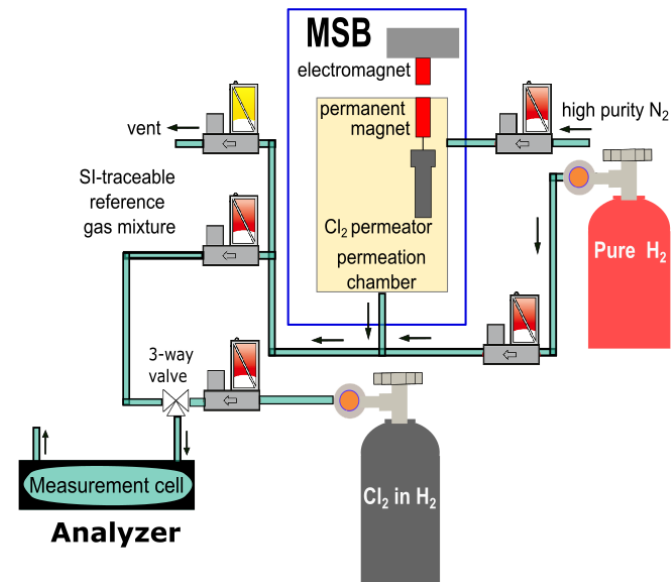 MSB
electromagnet
permanent
magnet
high purity N₂
vent
SI-traceable
reference
gas mixture
Cl₂ permeator
permeation
chamber
Pure H₂
3-way
valve
Cl₂ in H₂
Measurement cell
Analyzer